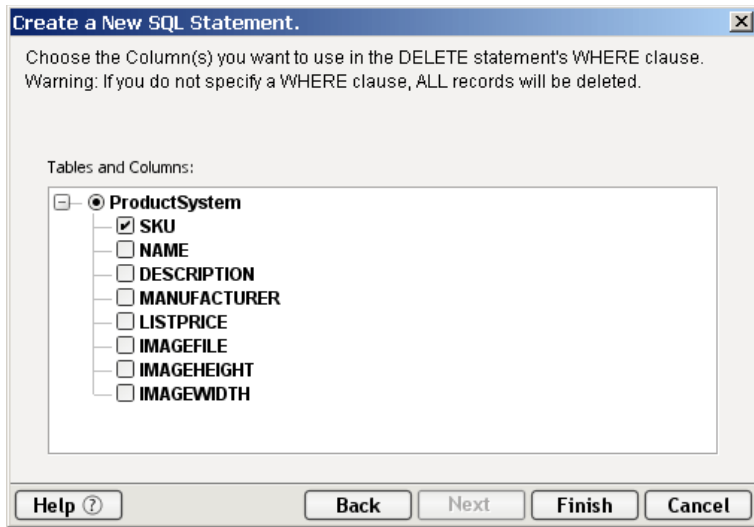 Create a New SQL Statement.
Choose the Column(s) you want to use in the DELETE statement's WHERE clause.
Warning: If you do not specify a WHERE clause, ALL records will be deleted.
Tables and Columns:
ProductSystem
SKU
NAME
DESCRIPTION
MANUFACTURER
LISTPRICE
IMAGEFILE
IMAGEHEIGHT
IMAGEWIDTH
Help ? Back Next Finish Cancel